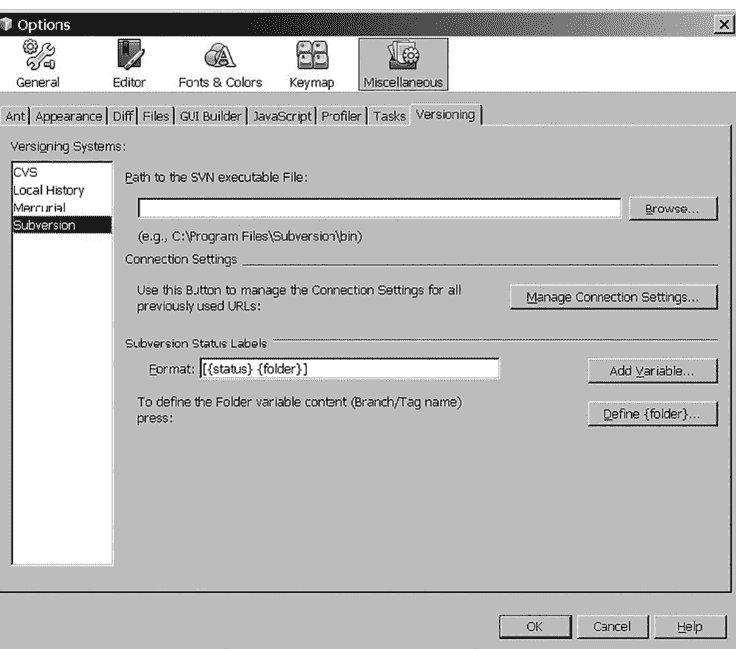 Options
General Editor Fonts & Colors Keymap Miscellaneous
Ant Appearance Diff Files GUI Builder JavaScript Profiler Tasks Versioning
Versioning Systems:
CVS
Local History
Mercurial
Subversion
Path to the SVN executable File:
Browse...
(e.g., C:\Program Files\Subversion\bin)
Connection Settings
Use this Button to manage the Connection Settings for all
previously used URLs:
Manage Connection Settings...
Subversion Status Labels
Format: [{status} {folder}]
Add Variable...
To define the Folder variable content (Branch/Tag name)
press:
Define {folder}...
OK Cancel Help